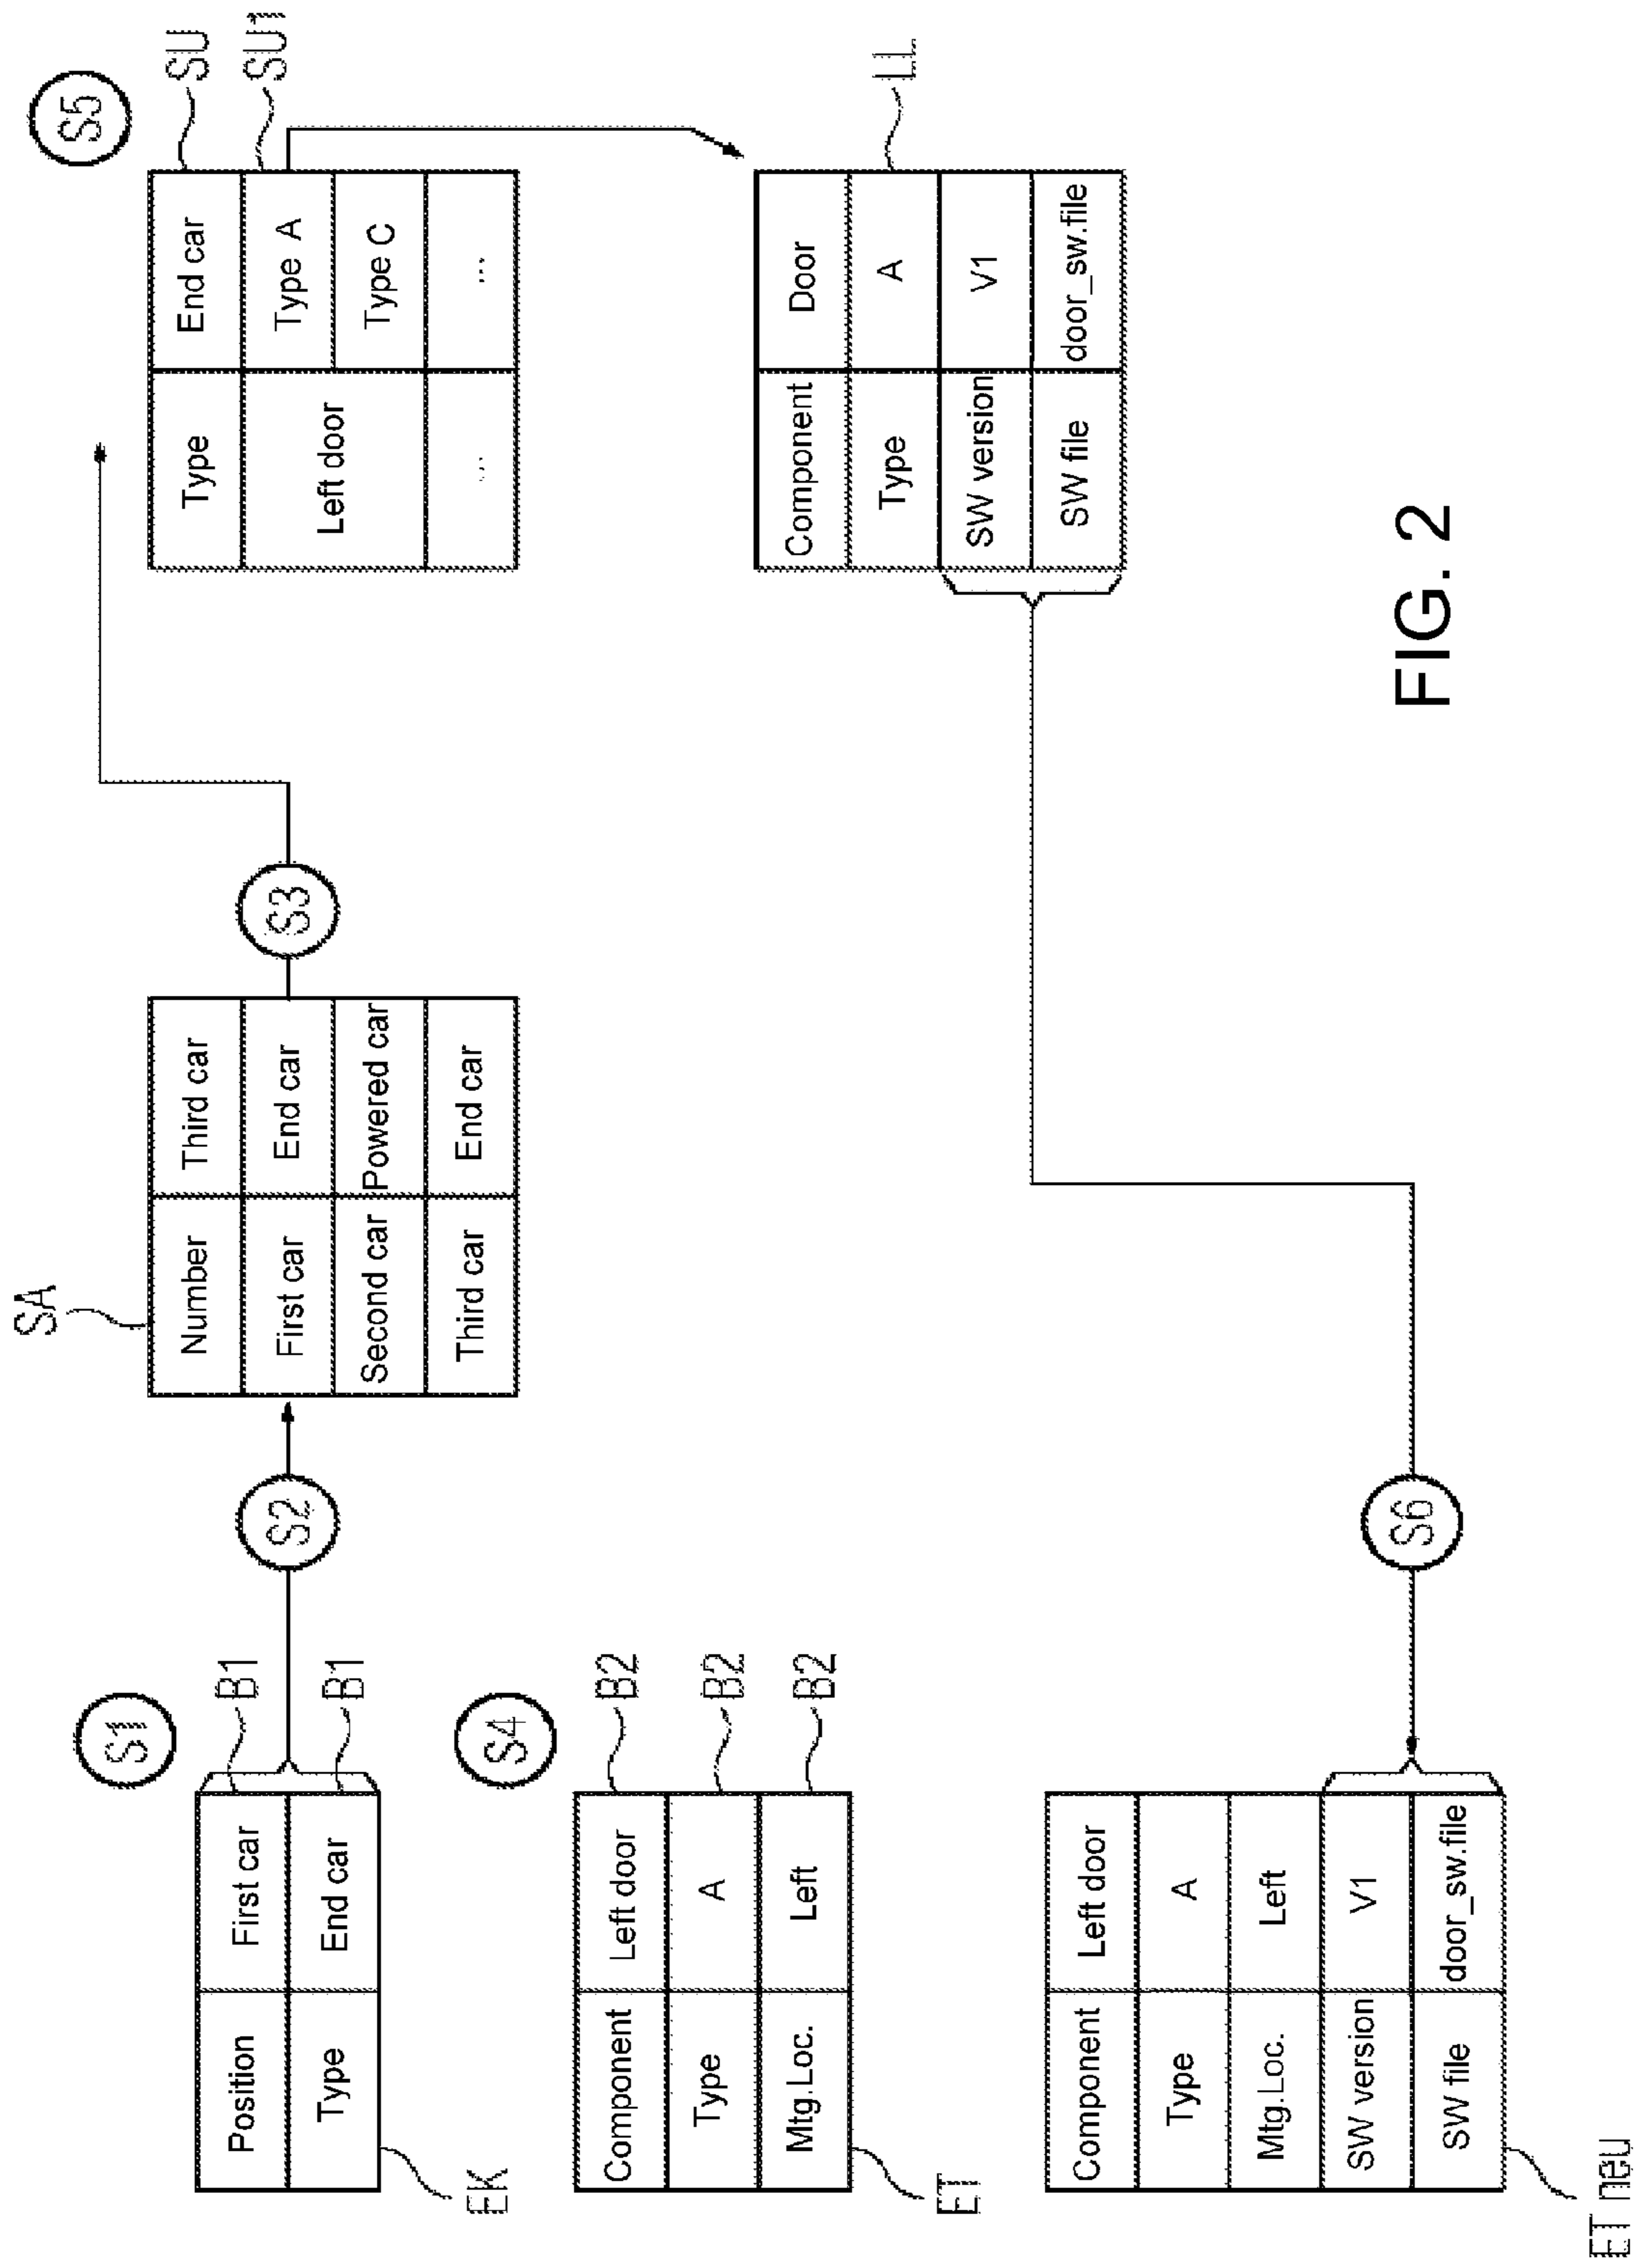 S1
B1
B1
Position First car
Type End car
EK
S2
SA
Number Third car
First car End car
Second car Powered car
Third car End car
S3
S5
SU
SU1
Type End car
Left door Type A
Type C
... ...
S4
B2
B2
B2
Component Left door
Type A
Mtg.Loc. Left
ET
LL
Component Door
Type A
SW version V1
SW file door_sw.file
S6
Component Left door
Type A
Mtg.Loc. Left
SW version V1
SW file door_sw.file
ET neu
FIG. 2